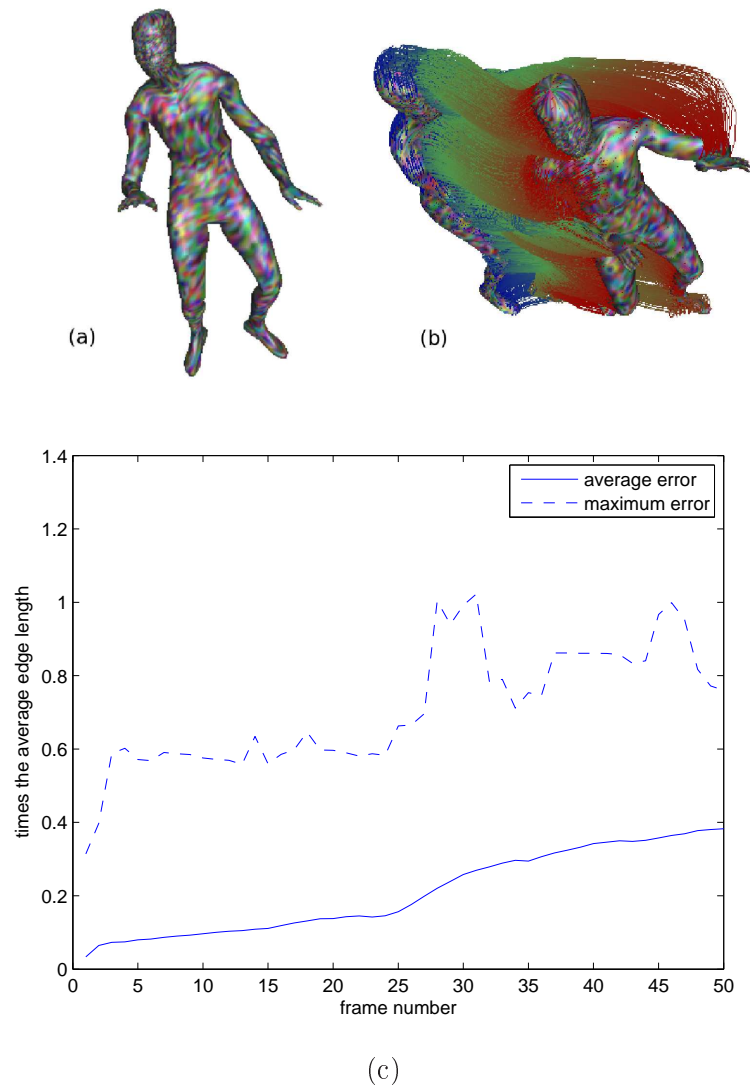 (a)
(b)
1.4
1.2
1
0.8
0.6
0.4
0.2
0
times the average edge length
average error
maximum error
0 5 10 15 20 25 30 35 40 45 50
frame number
(c)